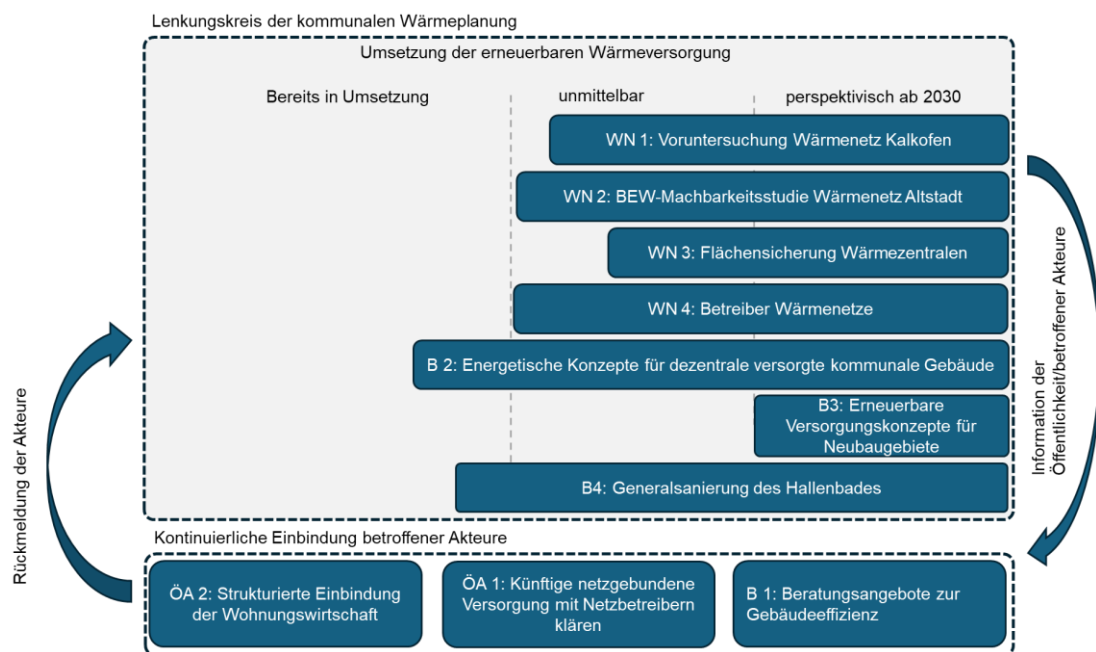 Lenkungskreis der kommunalen Wärmeplanung
Umsetzung der erneuerbaren Wärmeversorgung
Bereits in Umsetzung
unmittelbar
perspektivisch ab 2030
WN 1: Voruntersuchung Wärmenetz Kalkofen
WN 2: BEW-Machbarkeitsstudie Wärmenetz Altstadt
WN 3: Flächensicherung Wärmezentralen
WN 4: Betreiber Wärmenetze
B 2: Energetische Konzepte für dezentrale versorgte kommunale Gebäude
B3: Erneuerbare
Versorgungskonzepte für
Neubaugebiete
B4: Generalsanierung des Hallenbades
Rückmeldung der Akteure
Information der
Öffentlichkeit/betroffener Akteure
Kontinuierliche Einbindung betroffener Akteure
ÖA 2: Strukturierte Einbindung
der Wohnungswirtschaft
ÖA 1: Künftige netzgebundene
Versorgung mit Netzbetreibern
klären
B 1: Beratungsangebote zur
Gebäudeeffizienz